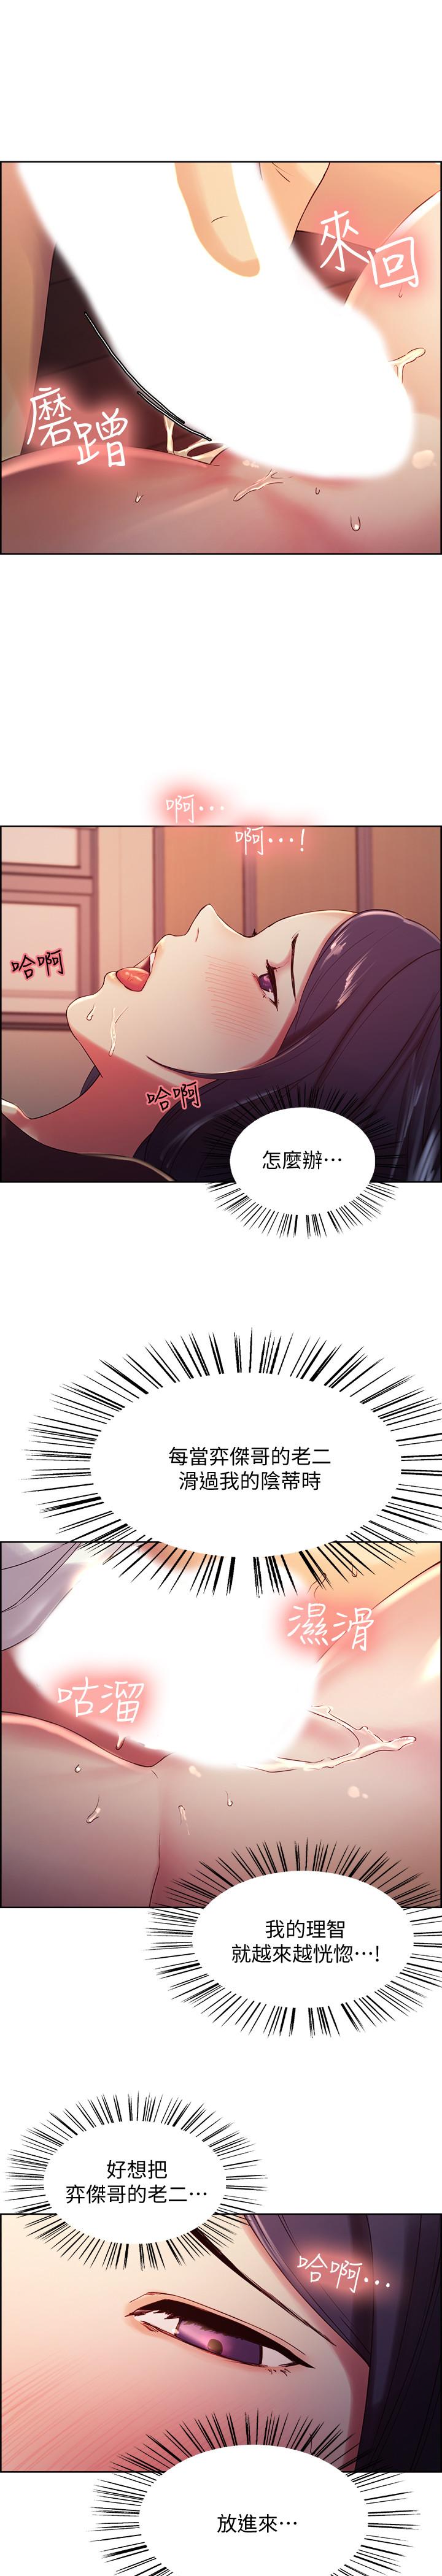 來回
磨蹭
啊…
啊…!
哈啊
哈啊
怎麼辦…
每當弈傑哥的老二
滑過我的陰蒂時
濕滑
咕溜
我的理智
就越來越恍惚…!
好想把
弈傑哥的老二…
哈啊…
放進來…